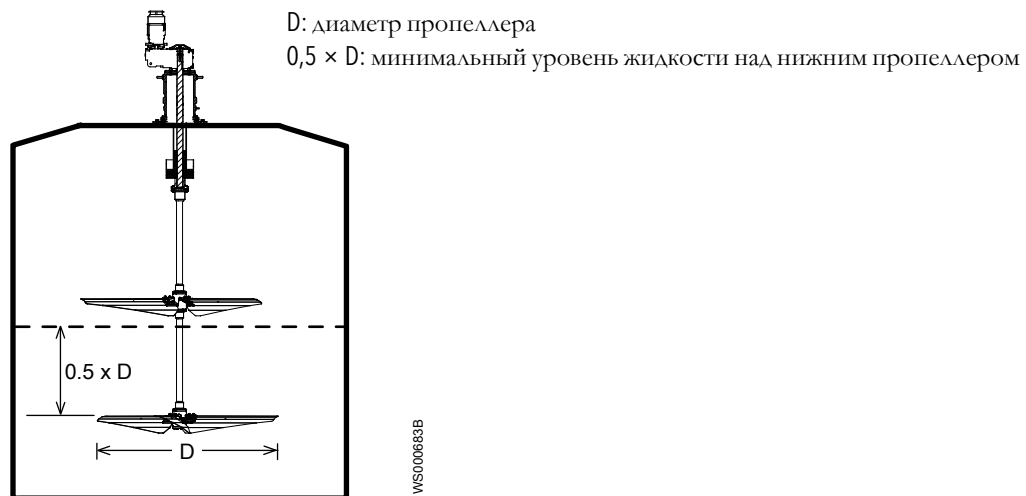 D: диаметр пропеллера
0,5 × D: минимальный уровень жидкости над нижним пропеллером
0.5 x D
D
WS000683B